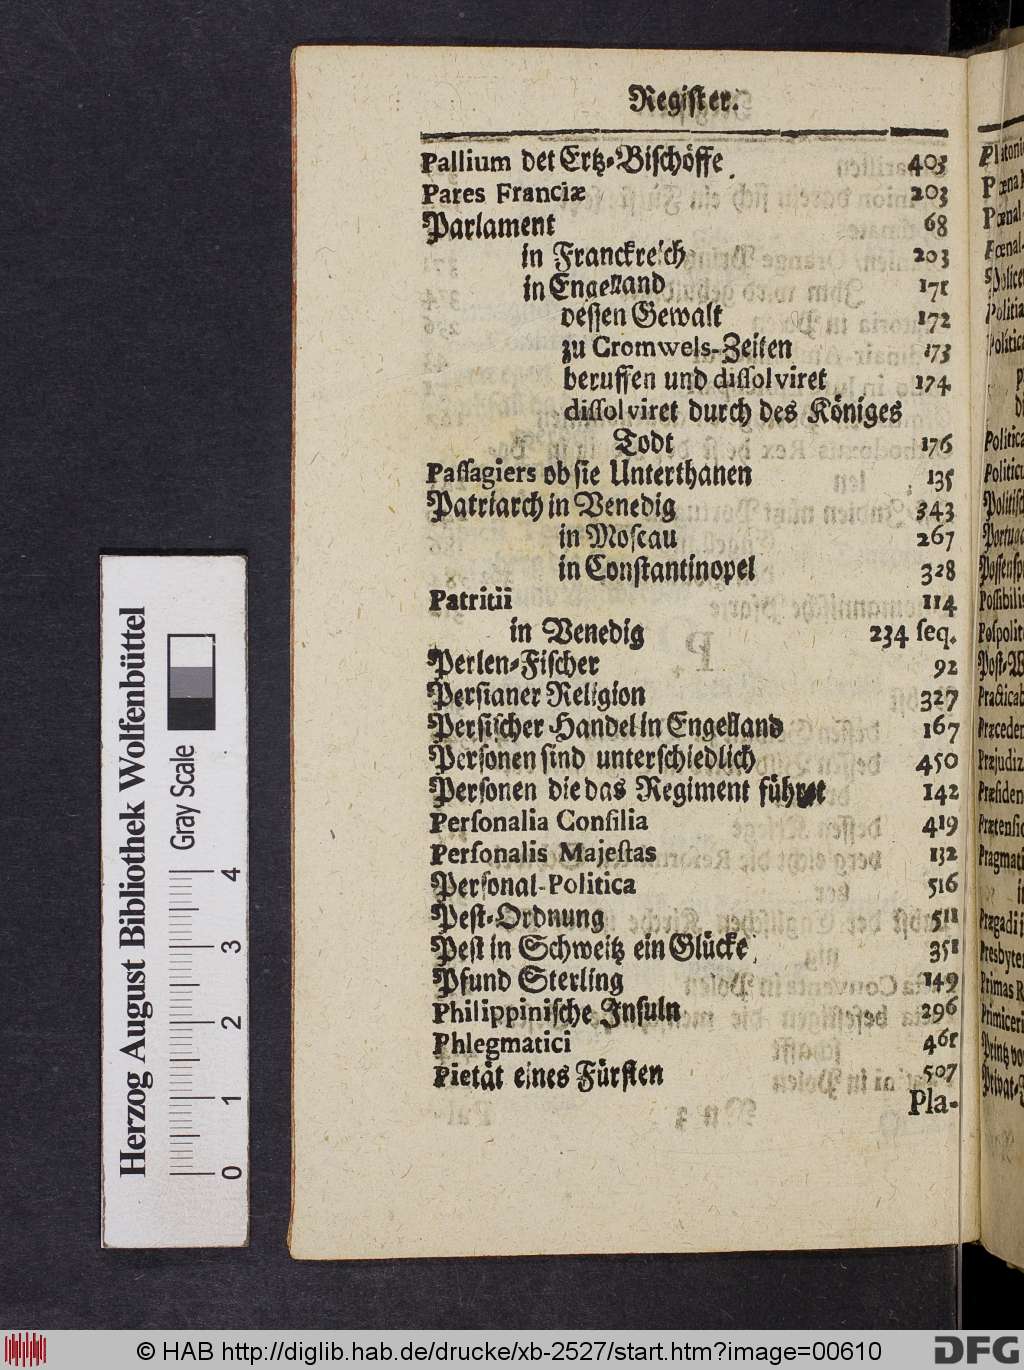 Regiſter.
Pallium det Ertz-Biſchöffe 403
Pares Franciæ 203
Parlament 68
in Franckreich 203
in Engelland 171
deſſen Gewalt 172
zu Cromwels-Zeiten 173
beruffen und diſſolviret 174
diſſolviret durch des Königes
Todt 176
Paſſagiers ob ſie Unterthanen 135
Patriarch in Venedig 343
in Moſcau 267
in Conſtantinopel 328
Patritii 114
in Venedig 234 ſeq.
Perlen-Fiſcher 92
Perſianer Religion 327
Perſiſcher Handel in Engelland 167
Perſonen ſind unterſchiedlich 450
Perſonen die das Regiment führet 142
Perſonalia Conſilia 419
Perſonalis Majeſtas 132
Perſonal-Politica 516
Peſt-Ordnung 511
Peſt in Schweitz ein Glücke 351
Pfund Sterling 149
Philippiniſche Inſuln 296
Phlegmatici 461
Pietät eines Fürſten 507
Pla-
Herzog August Bibliothek Wolfenbüttel
Gray Scale
0 1 2 3 4
© HAB http://diglib.hab.de/drucke/xb-2527/start.htm?image=00610
DFG